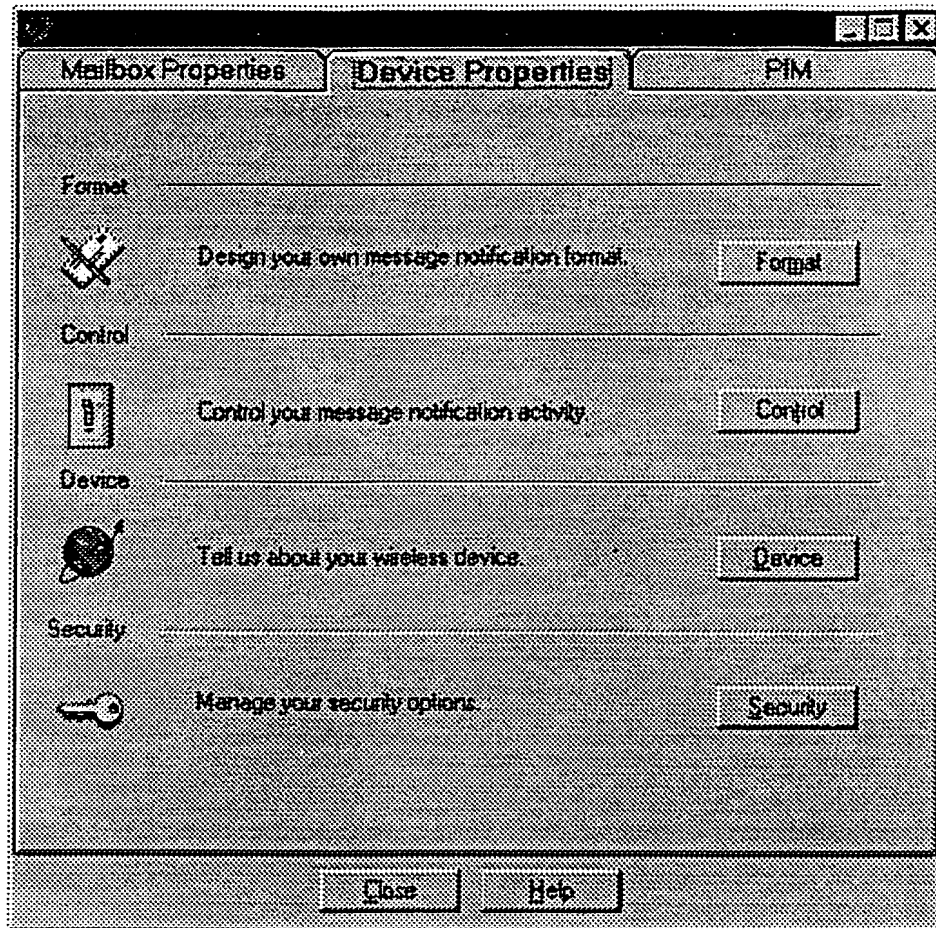 Mailbox Properties Device Properties PIM
Format
Design your own message notification format. Format
Control
Control your message notification activity. Control
Device
Tell us about your wireless device. Device
Security
Manage your security options. Security
Close Help